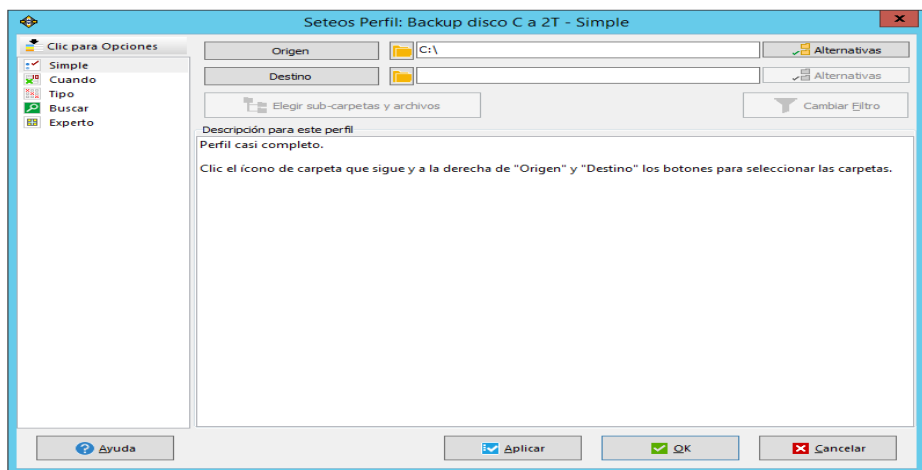 Seteos Perfil: Backup disco C a 2T - Simple
x
Clic para Opciones
Simple
Cuando
Tipo
Buscar
Experto
Origen
C:\
Alternativas
Destino
Alternativas
Elegir sub-carpetas y archivos
Cambiar Filtro
Descripción para este perfil
Perfil casi completo.
Clic el ícono de carpeta que sigue y a la derecha de "Origen" y "Destino" los botones para seleccionar las carpetas.
Ayuda
Aplicar
OK
Cancelar